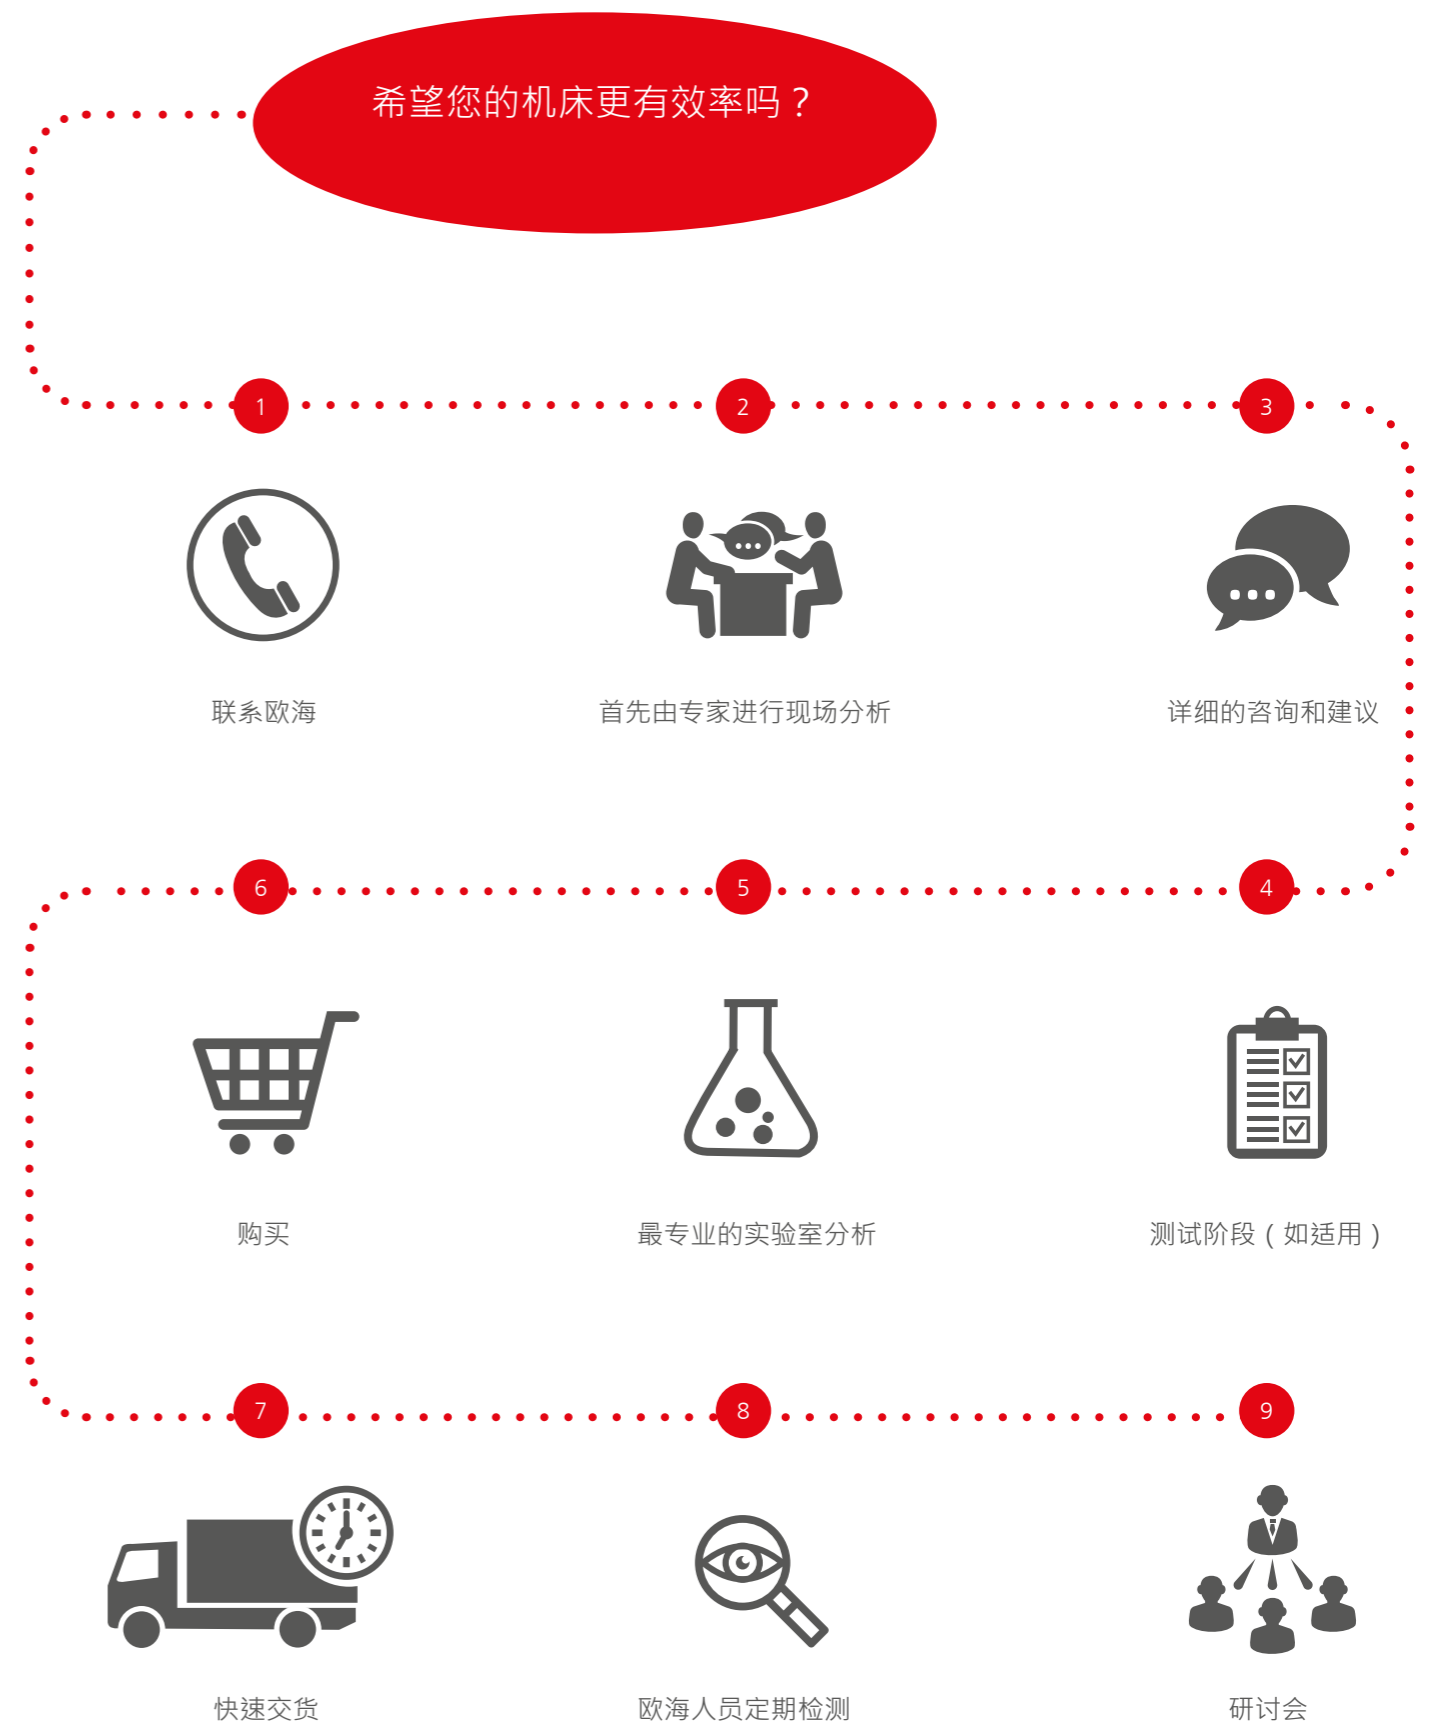 希望您的机床更有效率吗？
1
2
3
联系欧海
首先由专家进行现场分析
详细的咨询和建议
6
5
4
购买
最专业的实验室分析
测试阶段（如适用）
7
8
9
快速交货
欧海人员定期检测
研讨会